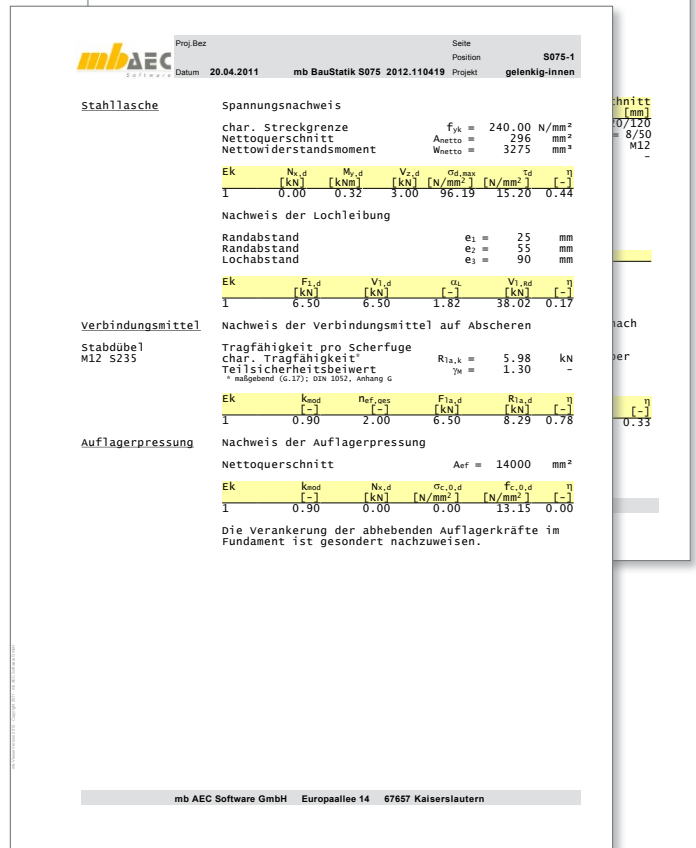 mbAEC
Software
Proj.Bez Seite
Position S075-1
Datum 20.04.2011 mb BauStatik S075 2012.110419 Projekt gelenkig-innen
Stahllasche Spannungsnachweis
char. Streckgrenze fyk = 240.00 N/mm²
Nettoquerschnitt Anetto = 296 mm²
Nettowiderstandsmoment Wnetto = 3275 mm³
Ek Nx,d My,d Vz,d σd,max τd η
[kN] [kNm] [kN] [N/mm²] [N/mm²] [-]
1 0.00 0.32 3.00 96.19 15.20 0.44
Nachweis der Lochleibung
Randabstand e1 = 25 mm
Randabstand e2 = 55 mm
Lochabstand e3 = 90 mm
Ek F1,d Vl,d αL Vl,Rd η
[kN] [kN] [-] [kN] [-]
1 6.50 6.50 1.82 38.02 0.17
Verbindungsmittel Nachweis der Verbindungsmittel auf Abscheren
Stabdübel Tragfähigkeit pro Scherfuge
M12 S235 char. Tragfähigkeit* Rla,k = 5.98 kN
Teilsicherheitsbeiwert γM = 1.30 -
* maßgebend (G.17); DIN 1052, Anhang G
Ek kmod nef,ges Fla,d Rla,d η
[-] [-] [kN] [kN] [-]
1 0.90 2.00 6.50 8.29 0.78
Auflagerpressung Nachweis der Auflagerpressung
Nettoquerschnitt Aef = 14000 mm²
Ek kmod Nx,d σc,0,d fc,0,d η
[-] [kN] [N/mm²] [N/mm²] [-]
1 0.90 0.00 0.00 13.15 0.00
Die Verankerung der abhebenden Auflagerkräfte im
Fundament ist gesondert nachzuweisen.
mb AEC Software GmbH Europaallee 14 67657 Kaiserslautern
hnitt
[mm]
0/120
= 8/50
M12
-
nach
ber
η
[-]
0.33